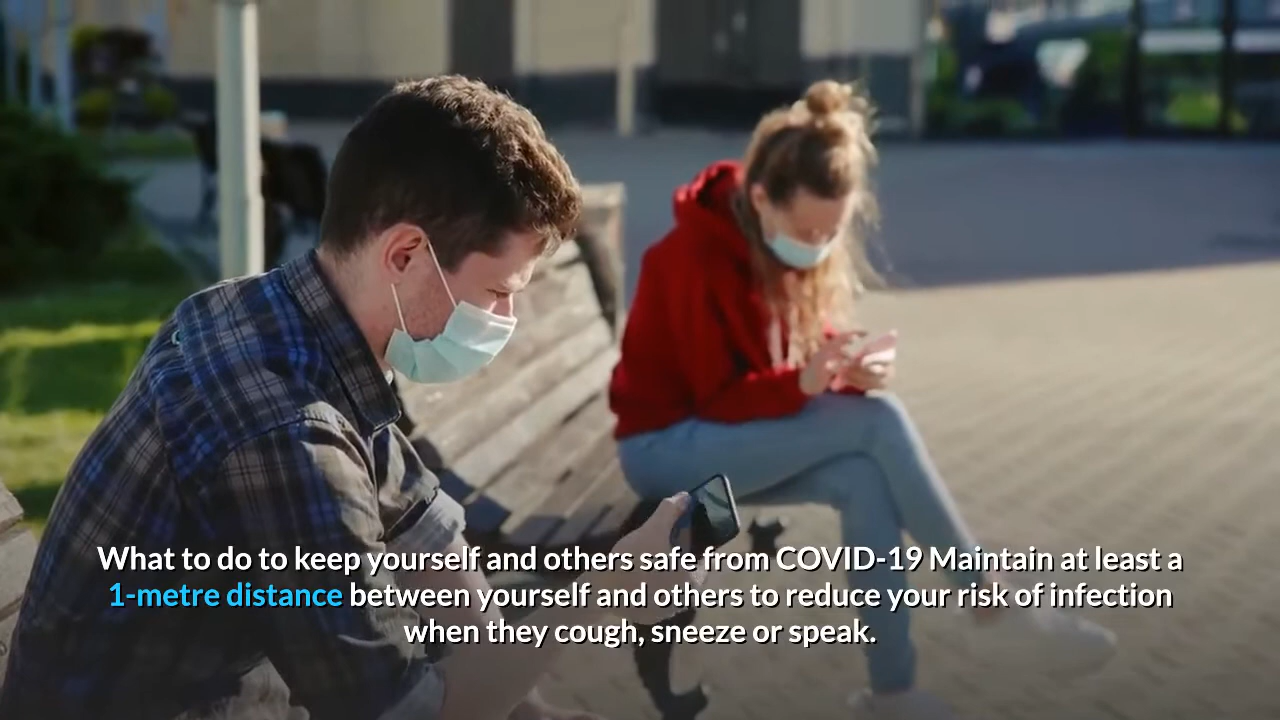 What to do to keep yourself and others safe from COVID-19 Maintain at least a
1-metre distance between yourself and others to reduce your risk of infection
when they cough, sneeze or speak.